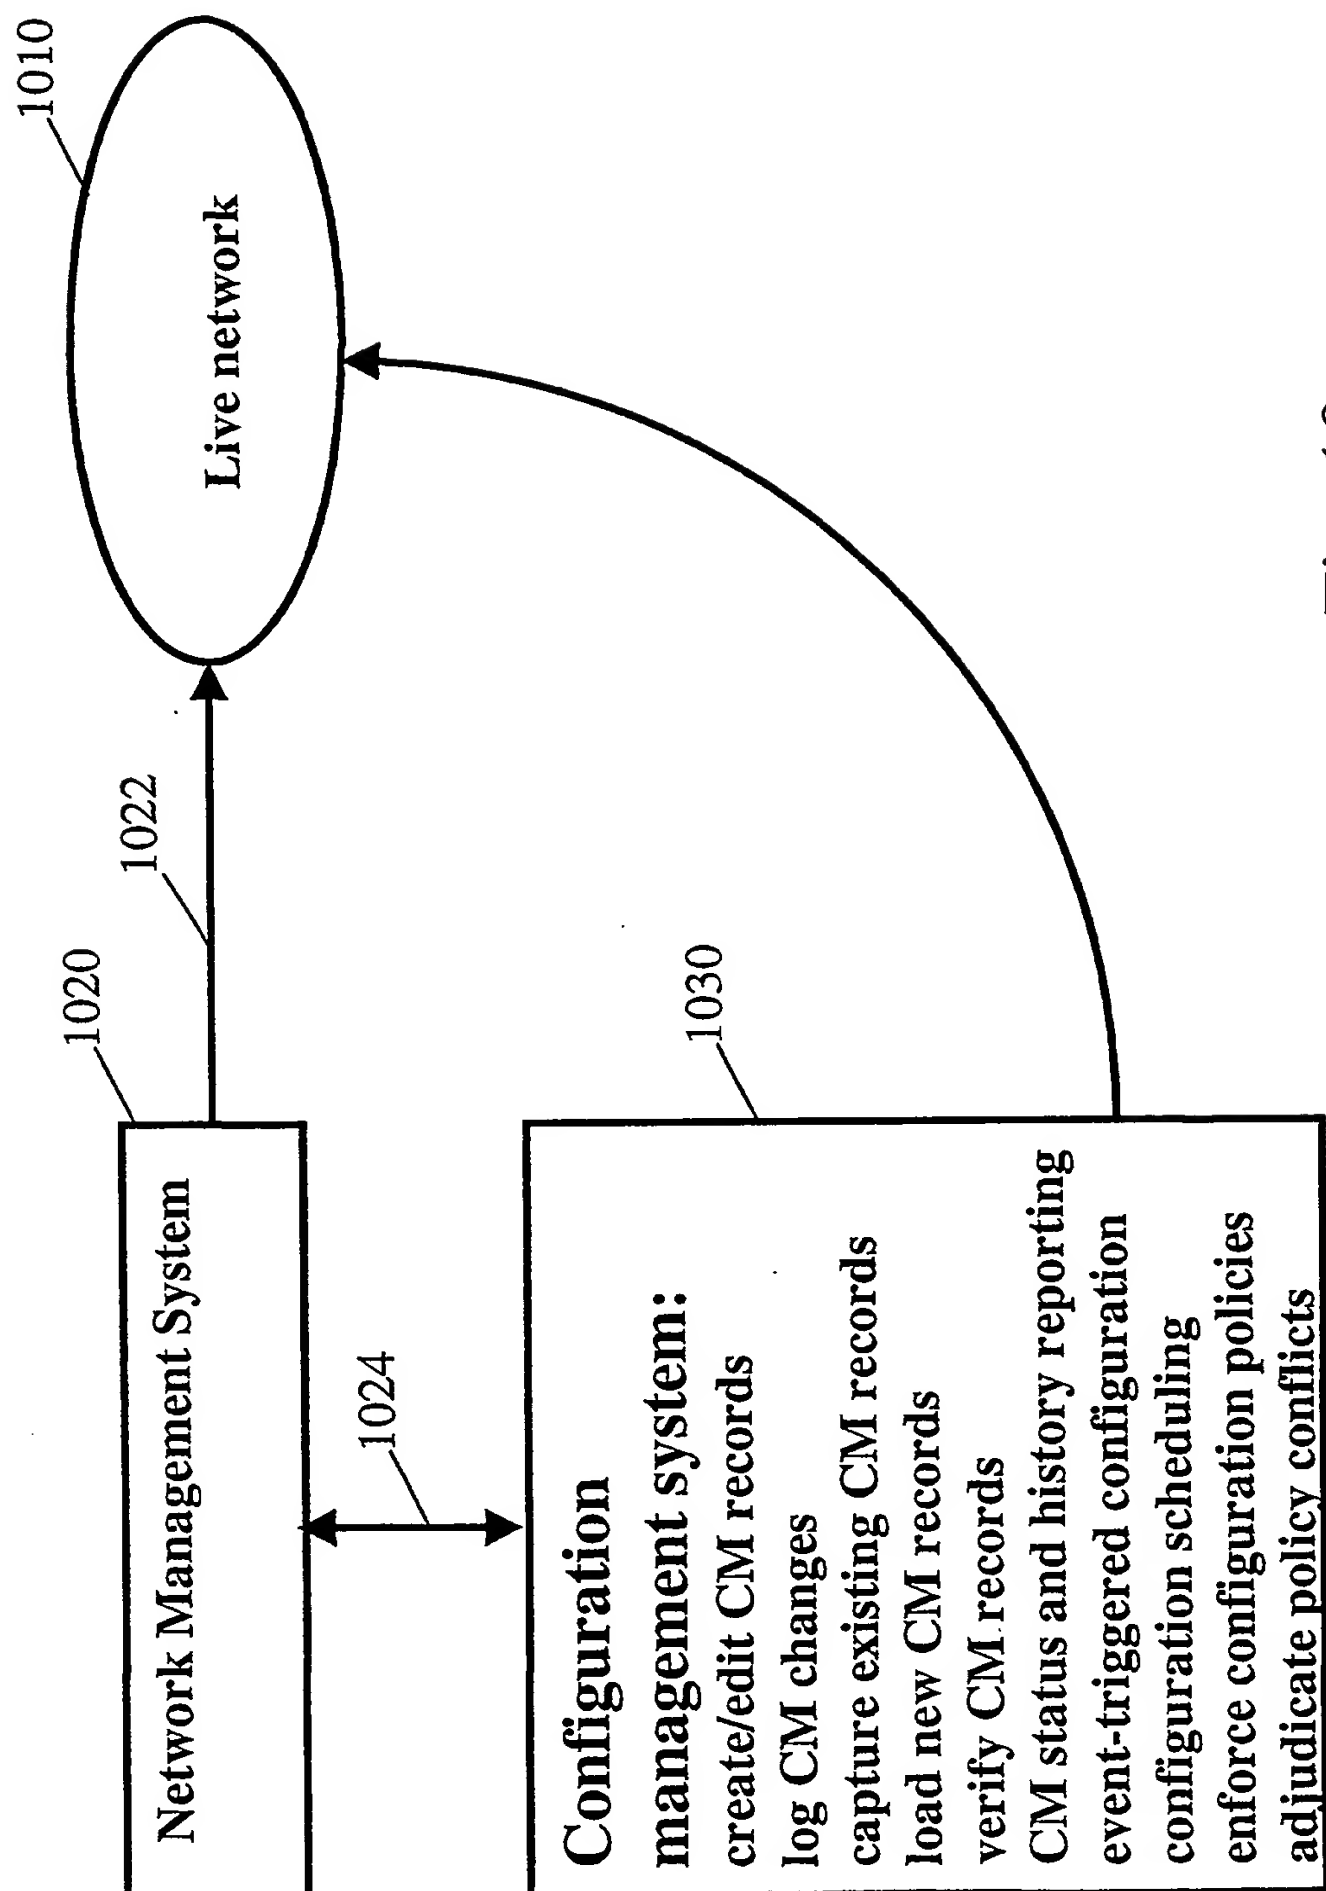 1010
Live network
1022
1020
Network Management System
1024
1030
Configuration
management system:
create/edit CM records
log CM changes
capture existing CM records
load new CM records
verify CM records
CM status and history reporting
event-triggered configuration
configuration scheduling
enforce configuration policies
adjudicate policy conflicts